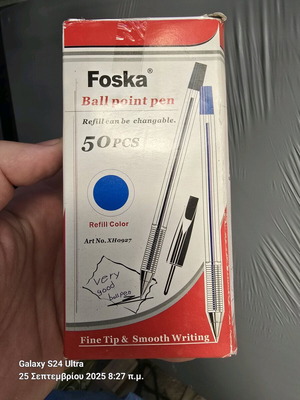 Foska®
Ball point pen
Refill can be changable.
50PCS
Refill Color
Art No. XH0927
very
good
ballpen
Fine Tip & Smooth Writing
Galaxy S24 Ultra
25 Σεπτεμβρίου 2025 8:27 π.μ.